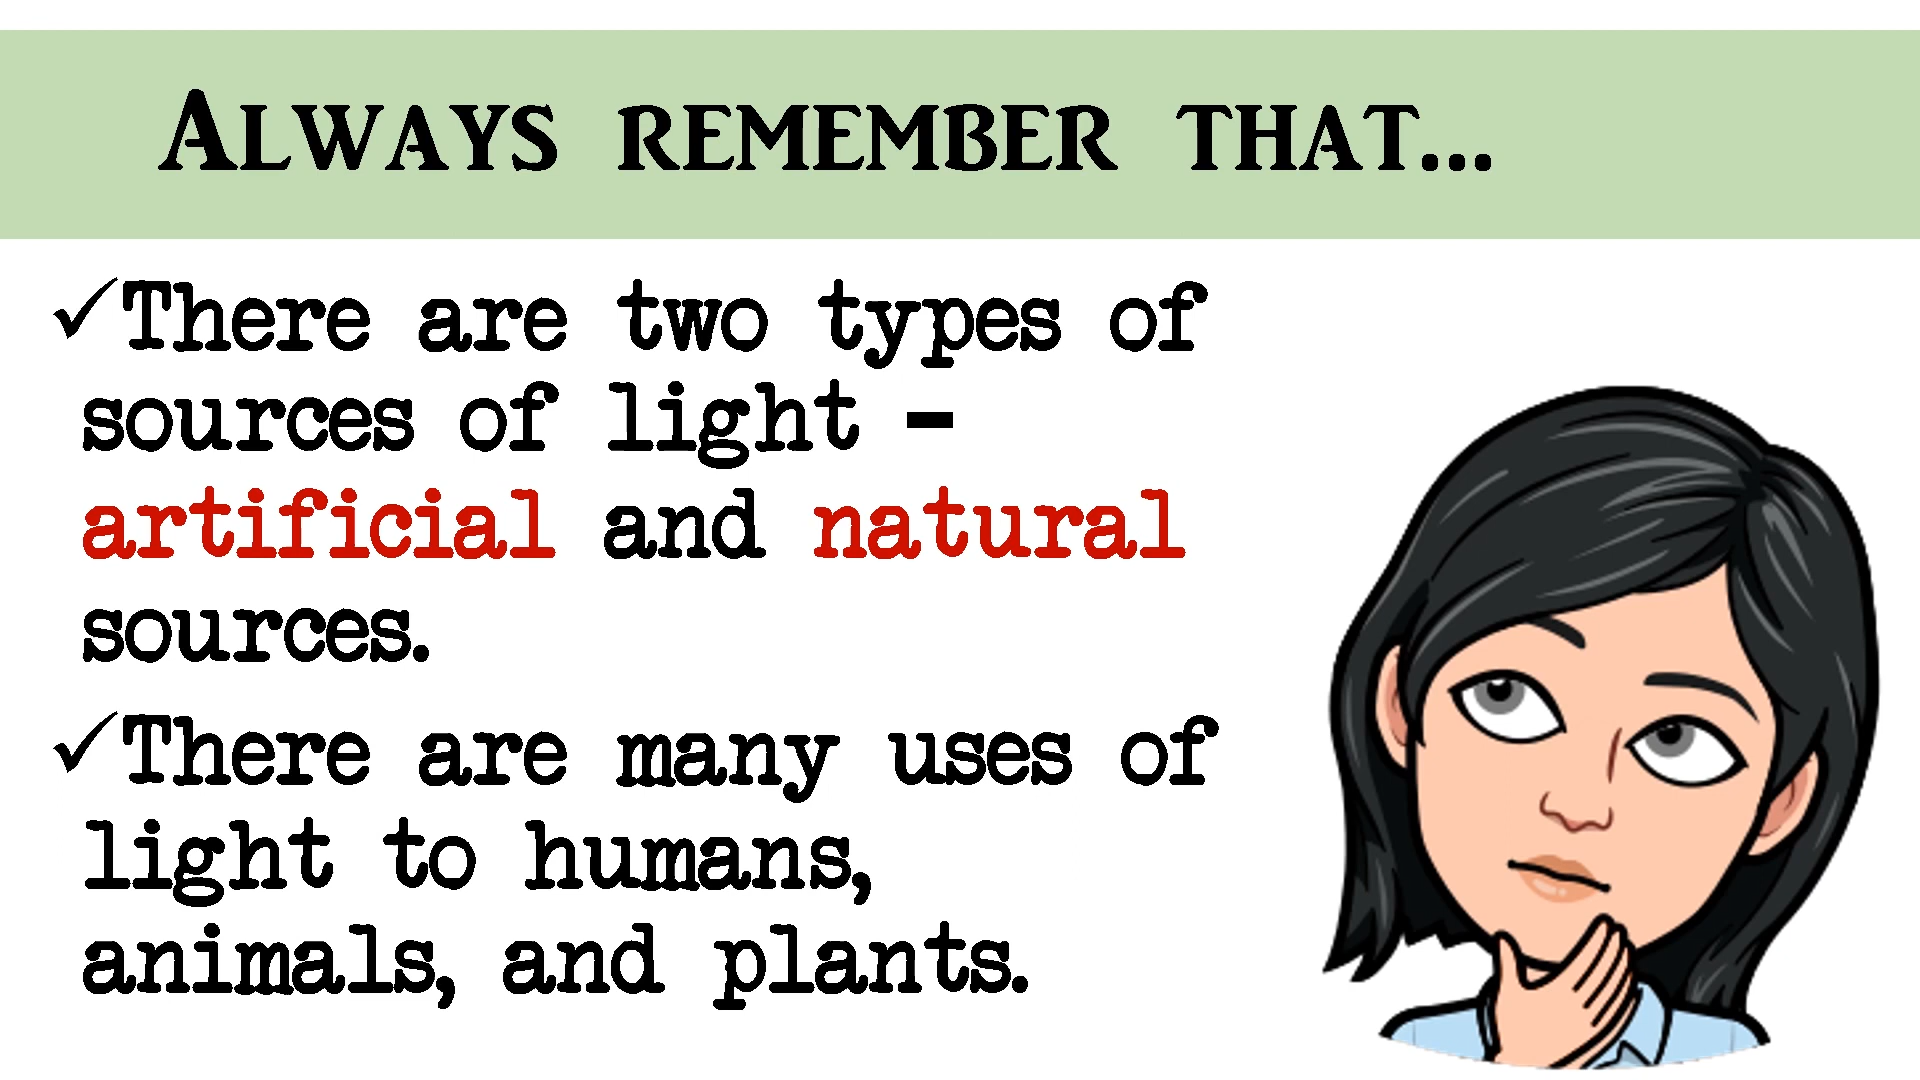 Always remember that...
✓There are two types of
sources of light –
artificial and natural
sources.
✓There are many uses of
light to humans,
animals, and plants.